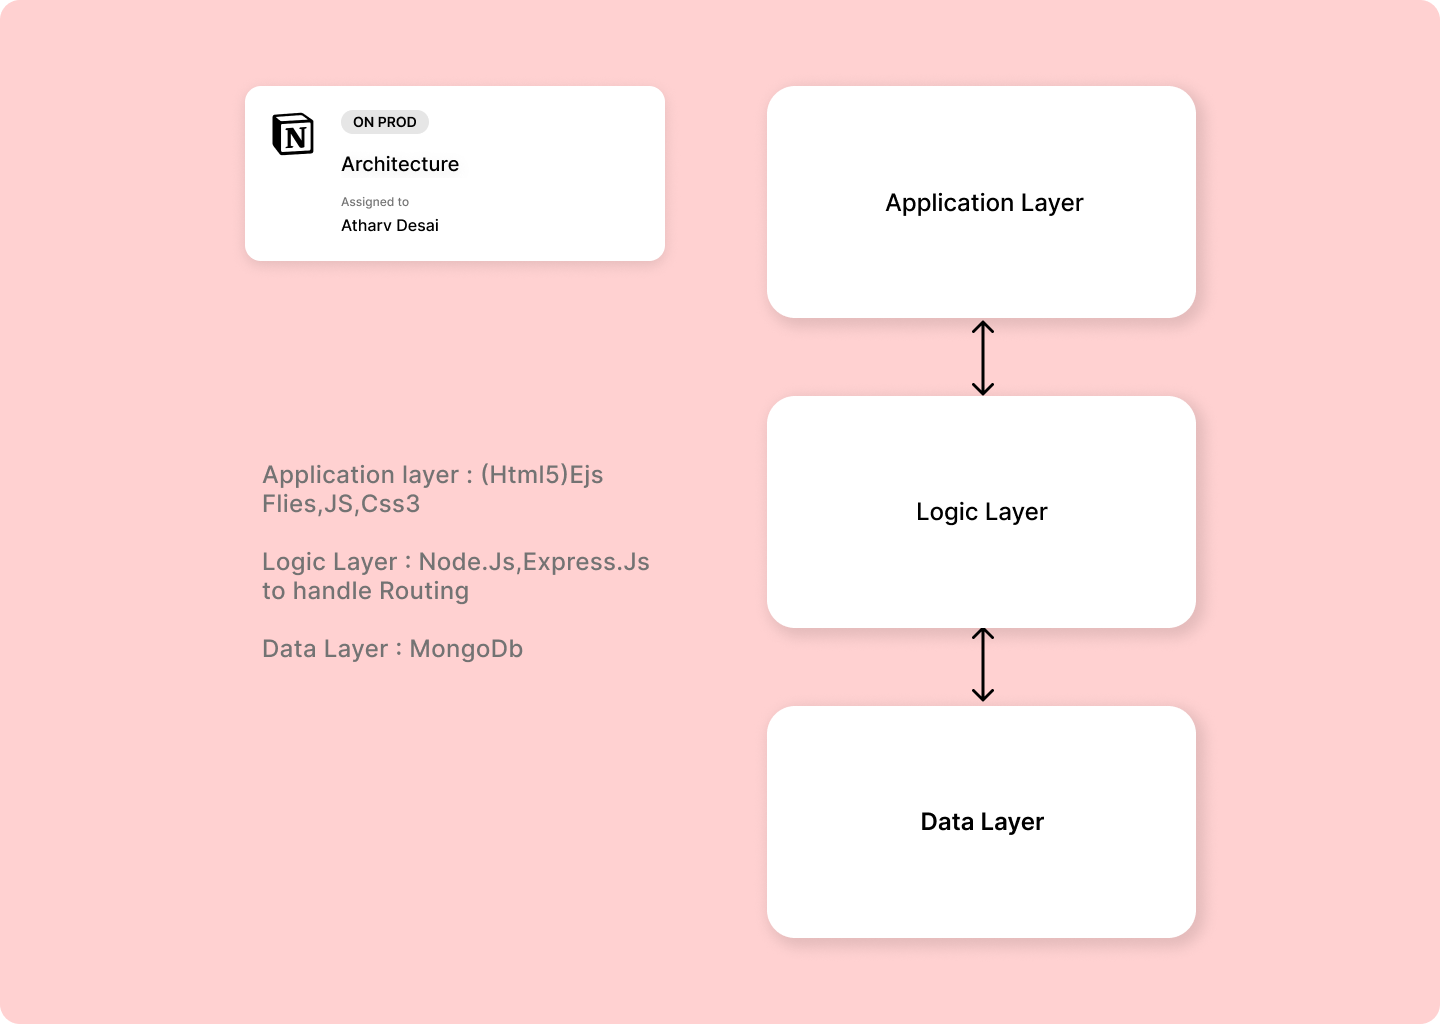 N
ON PROD
Architecture
Assigned to
Atharv Desai
Application layer : (Html5)Ejs
Flies,JS,Css3
Logic Layer : Node.Js,Express.Js
to handle Routing
Data Layer : MongoDb
Application Layer
Logic Layer
Data Layer